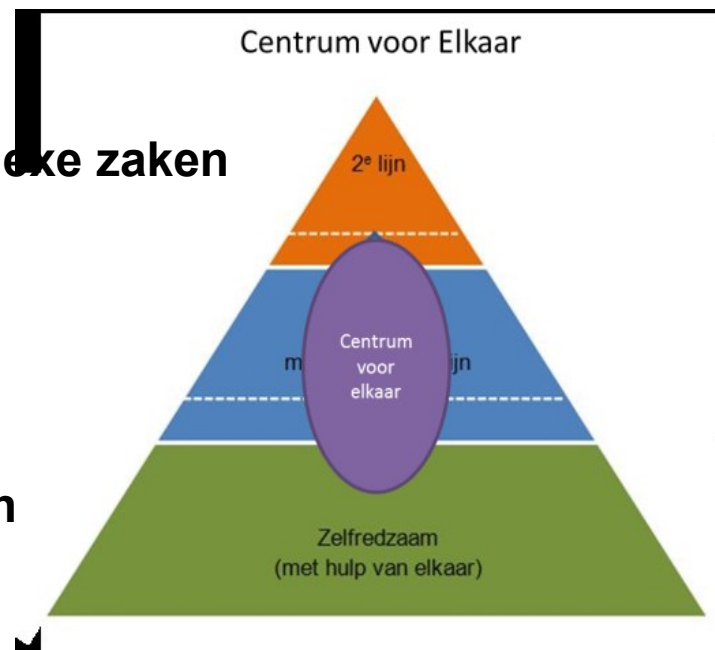 Centrum voor Elkaar
exe zaken
2ᵉ lijn
Centrum
voor
elkaar
Zelfredzaam
(met hulp van elkaar)